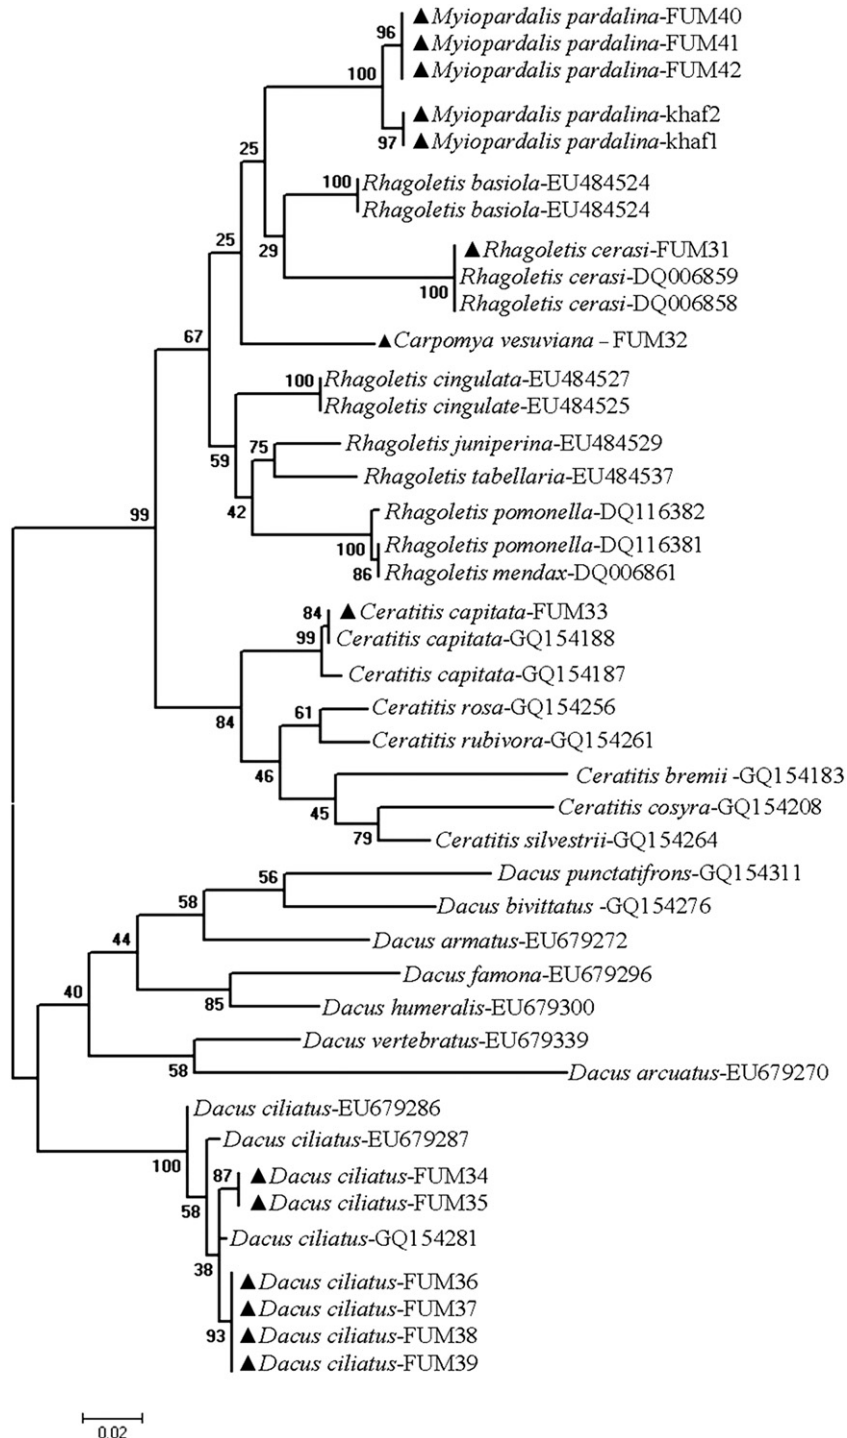 96
▲Myiopardalis pardalina-FUM40
▲Myiopardalis pardalina-FUM41
▲Myiopardalis pardalina-FUM42
100
▲Myiopardalis pardalina-khaf2
97
▲Myiopardalis pardalina-khaf1
25
100
Rhagoletis basiola-EU484524
Rhagoletis basiola-EU484524
25
29
▲Rhagoletis cerasi-FUM31
Rhagoletis cerasi-DQ006859
100
Rhagoletis cerasi-DQ006858
67
▲Carpomya vesuviana – FUM32
100
Rhagoletis cingulata-EU484527
Rhagoletis cingulate-EU484525
59
75
Rhagoletis juniperina-EU484529
Rhagoletis tabellaria-EU484537
99
42
Rhagoletis pomonella-DQ116382
100
Rhagoletis pomonella-DQ116381
86
Rhagoletis mendax-DQ006861
84
▲Ceratitis capitata-FUM33
99
Ceratitis capitata-GQ154188
Ceratitis capitata-GQ154187
84
61
Ceratitis rosa-GQ154256
Ceratitis rubivora-GQ154261
46
Ceratitis bremii -GQ154183
45
Ceratitis cosyra-GQ154208
79
Ceratitis silvestrii-GQ154264
56
Dacus punctatifrons-GQ154311
58
Dacus bivittatus -GQ154276
44
Dacus armatus-EU679272
Dacus famona-EU679296
40
85
Dacus humeralis-EU679300
Dacus vertebratus-EU679339
58
Dacus arcuatus-EU679270
Dacus ciliatus-EU679286
Dacus ciliatus-EU679287
100
87
▲Dacus ciliatus-FUM34
58
▲Dacus ciliatus-FUM35
Dacus ciliatus-GQ154281
38
▲Dacus ciliatus-FUM36
▲Dacus ciliatus-FUM37
93
▲Dacus ciliatus-FUM38
▲Dacus ciliatus-FUM39
0.02